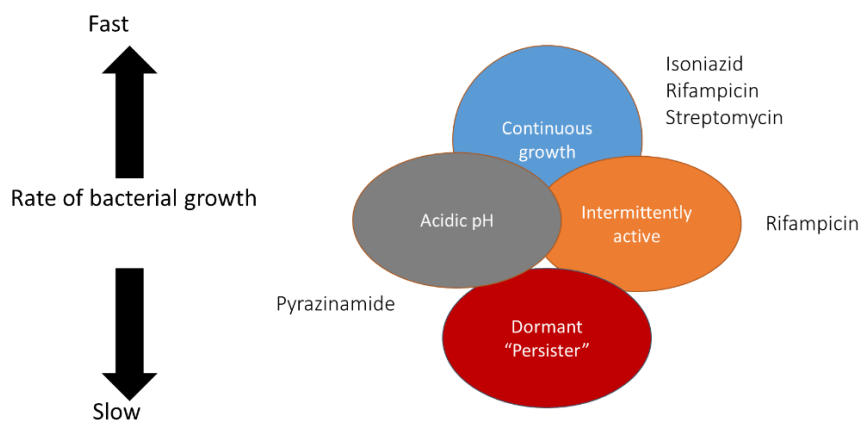 Fast
Isoniazid
Rifampicin
Streptomycin
Continuous
growth
Rate of bacterial growth
Acidic pH
Intermittently
active
Rifampicin
Pyrazinamide
Dormant
“Persister”
Slow